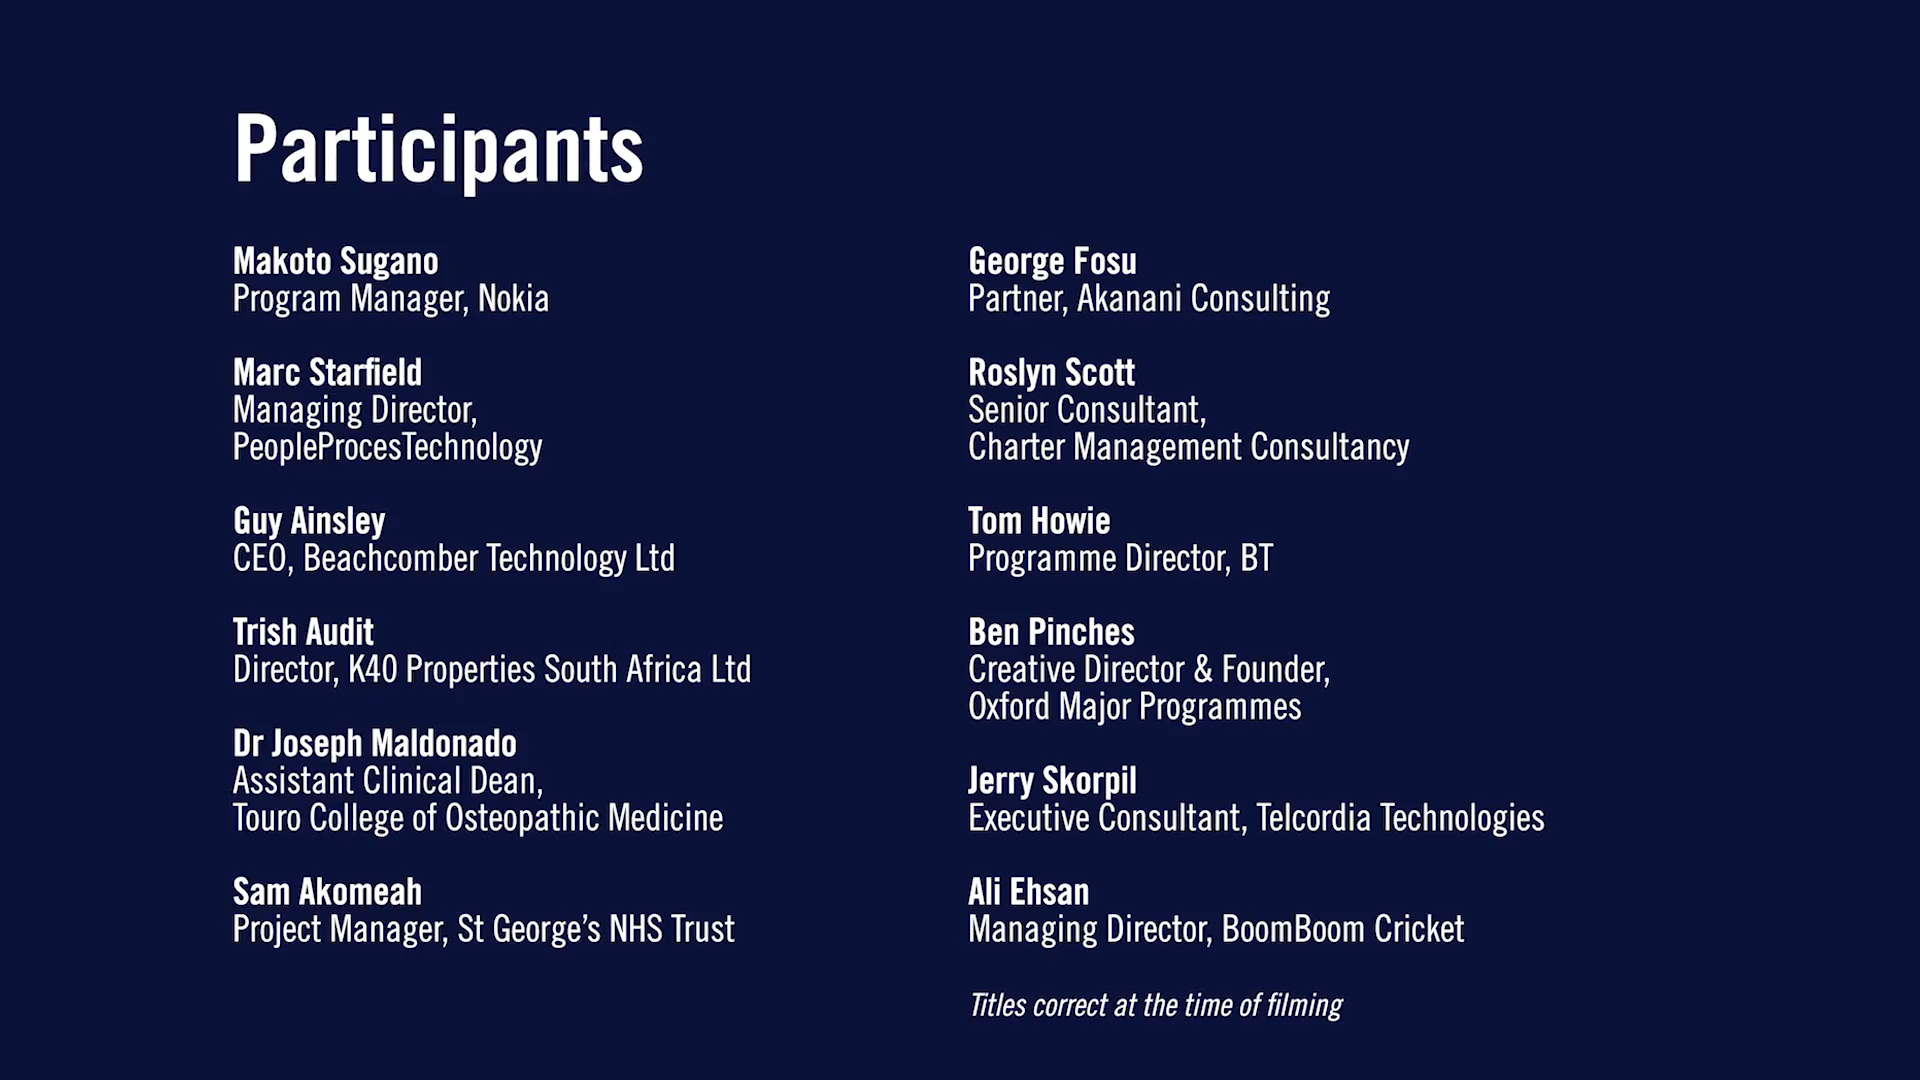 Participants
Makoto Sugano
Program Manager, Nokia
Marc Starfield
Managing Director,
PeopleProcesTechnology
Guy Ainsley
CEO, Beachcomber Technology Ltd
Trish Audit
Director, K40 Properties South Africa Ltd
Dr Joseph Maldonado
Assistant Clinical Dean,
Touro College of Osteopathic Medicine
Sam Akomeah
Project Manager, St George’s NHS Trust
George Fosu
Partner, Akanani Consulting
Roslyn Scott
Senior Consultant,
Charter Management Consultancy
Tom Howie
Programme Director, BT
Ben Pinches
Creative Director & Founder,
Oxford Major Programmes
Jerry Skorpil
Executive Consultant, Telcordia Technologies
Ali Ehsan
Managing Director, BoomBoom Cricket
Titles correct at the time of filming